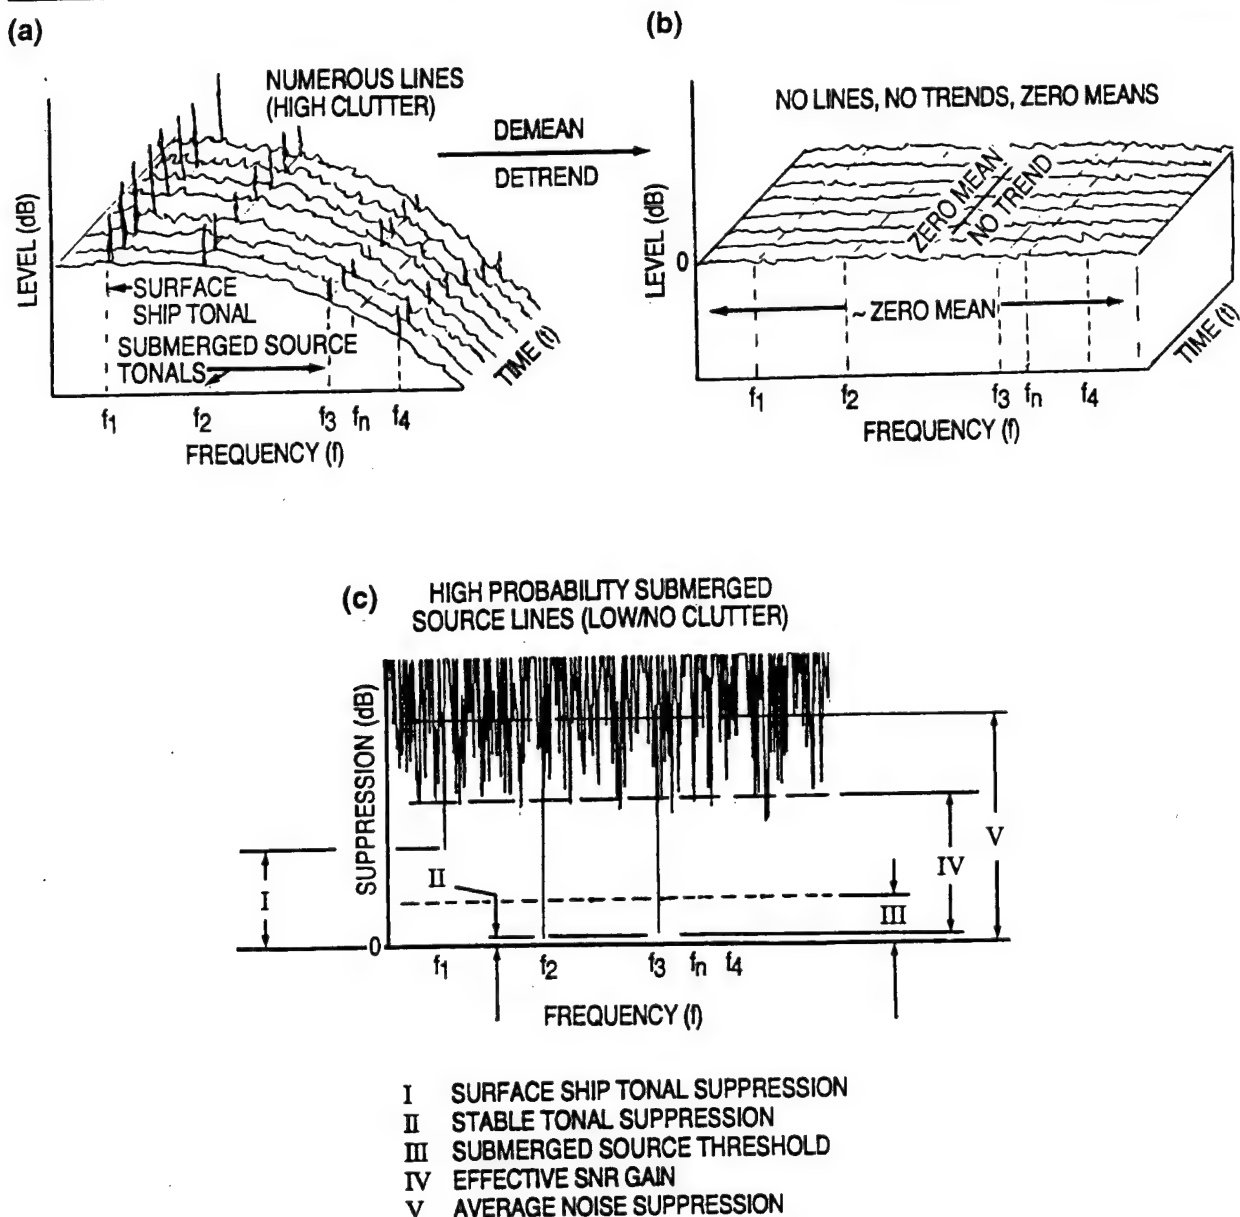 (a)
NUMEROUS LINES
(HIGH CLUTTER)
LEVEL (dB)
SURFACE
SHIP TONAL
SUBMERGED SOURCE
TONALS
TIME (t)
f1 f2 f3 fn f4
FREQUENCY (f)
DEMEAN
DETREND
(b)
NO LINES, NO TRENDS, ZERO MEANS
LEVEL (dB)
0
ZERO MEAN
NO TREND
~ ZERO MEAN
TIME (t)
f1 f2 f3 fn f4
FREQUENCY (f)
(c)
HIGH PROBABILITY SUBMERGED
SOURCE LINES (LOW/NO CLUTTER)
SUPPRESSION (dB)
I
II
III
IV
V
0
f1 f2 f3 fn f4
FREQUENCY (f)
I SURFACE SHIP TONAL SUPPRESSION
II STABLE TONAL SUPPRESSION
III SUBMERGED SOURCE THRESHOLD
IV EFFECTIVE SNR GAIN
V AVERAGE NOISE SUPPRESSION